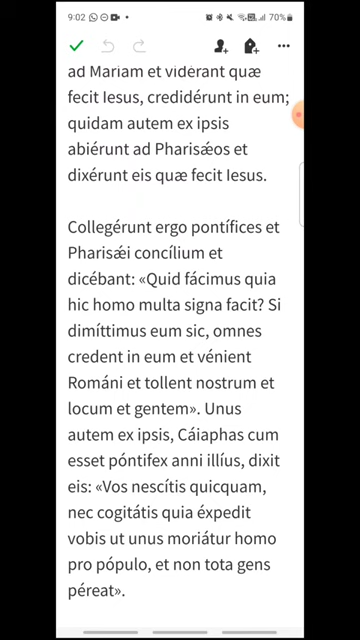 9:02
70%
ad Mariam et vidérant quæ
fecit Iesus, credidérunt in eum;
quidam autem ex ipsis
abiérunt ad Pharisǽos et
dixérunt eis quæ fecit Iesus.
Collegérunt ergo pontífices et
Pharisǽi concílium et
dicébant: «Quid fácimus quia
hic homo multa signa facit? Si
dimíttimus eum sic, omnes
credent in eum et vénient
Románi et tollent nostrum et
locum et gentem». Unus
autem ex ipsis, Cáiaphas cum
esset póntifex anni illíus, dixit
eis: «Vos nescítis quicquam,
nec cogitátis quia éxpedit
vobis ut unus moriátur homo
pro pópulo, et non tota gens
péreat».